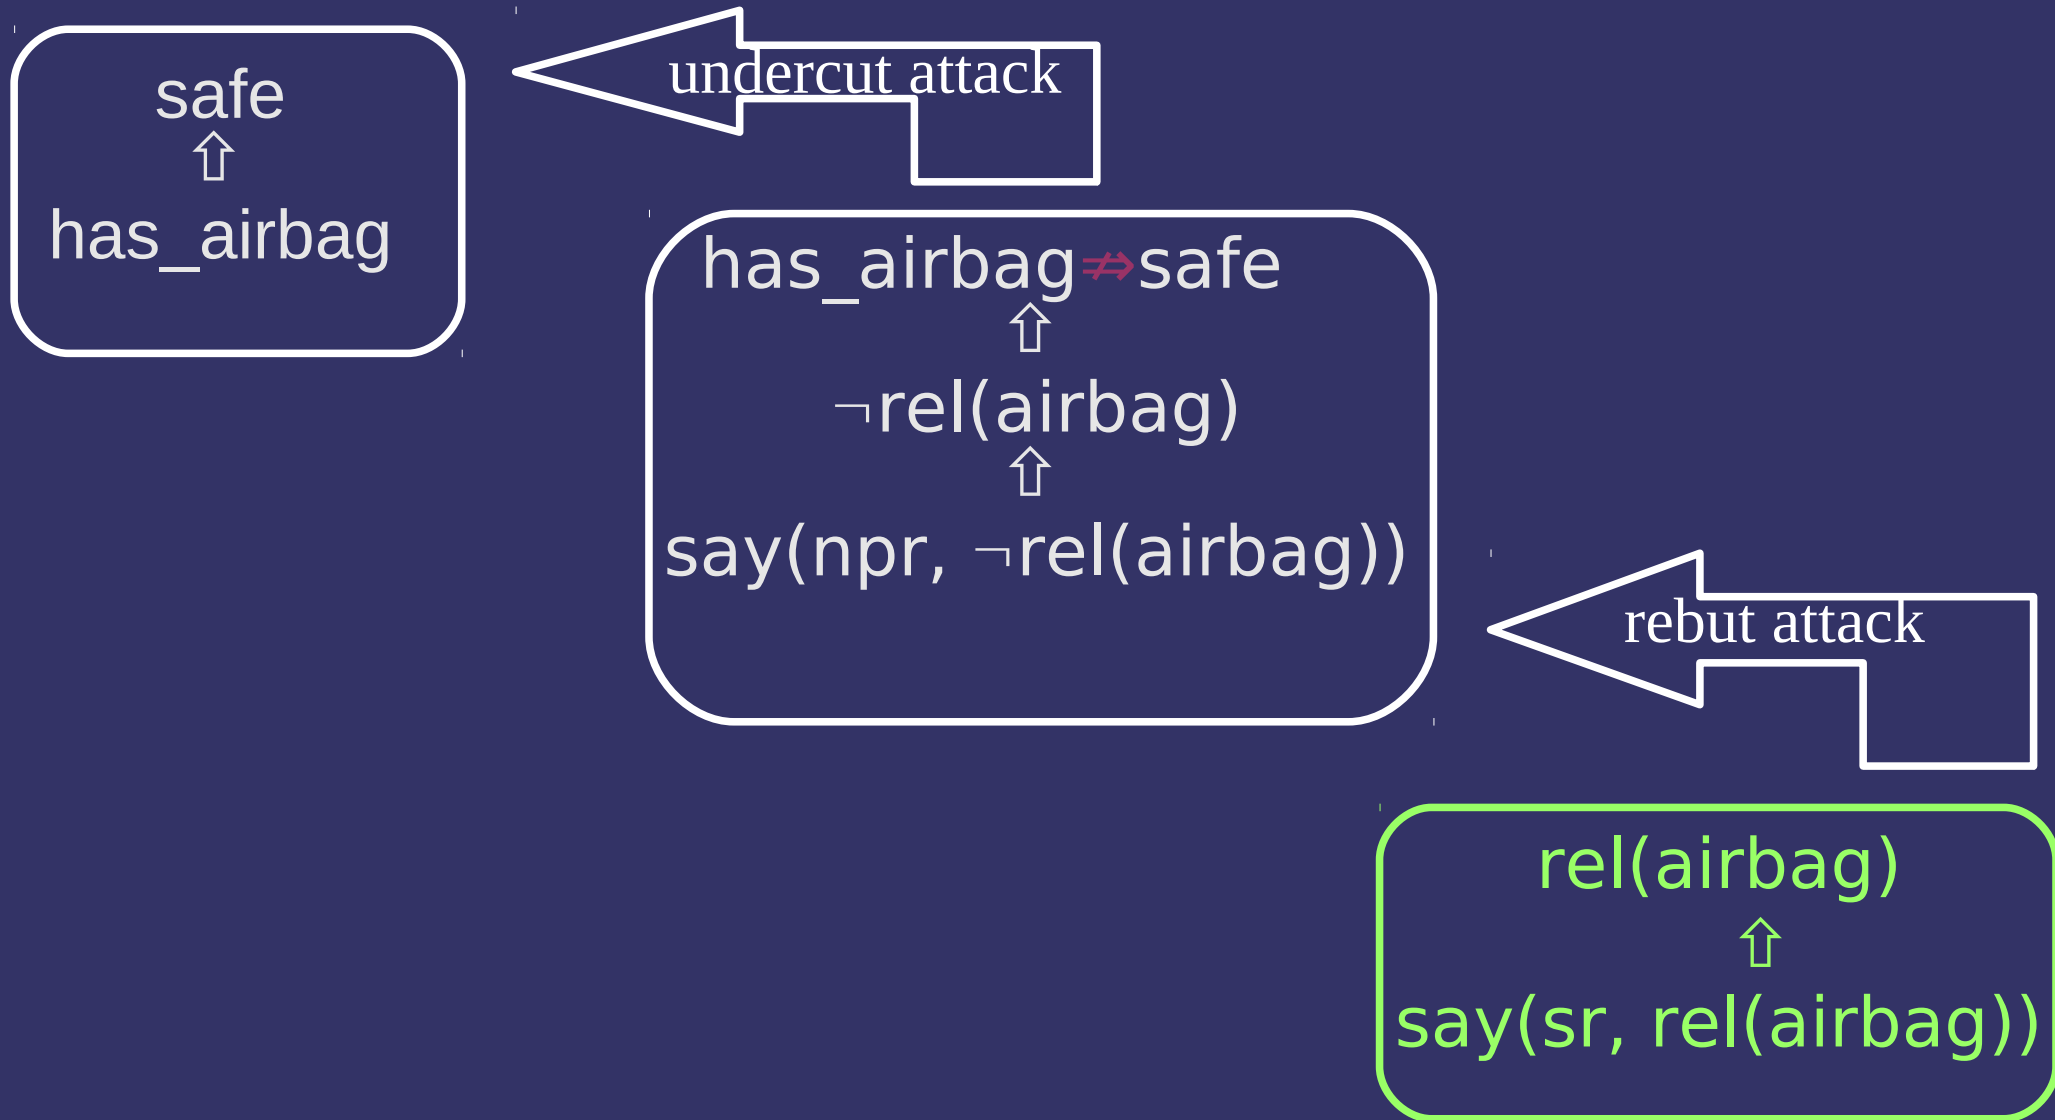 safe
⇧
has_airbag
undercut attack
has_airbag⇏safe
⇧
¬rel(airbag)
⇧
say(npr, ¬rel(airbag))
rebut attack
rel(airbag)
⇧
say(sr, rel(airbag))